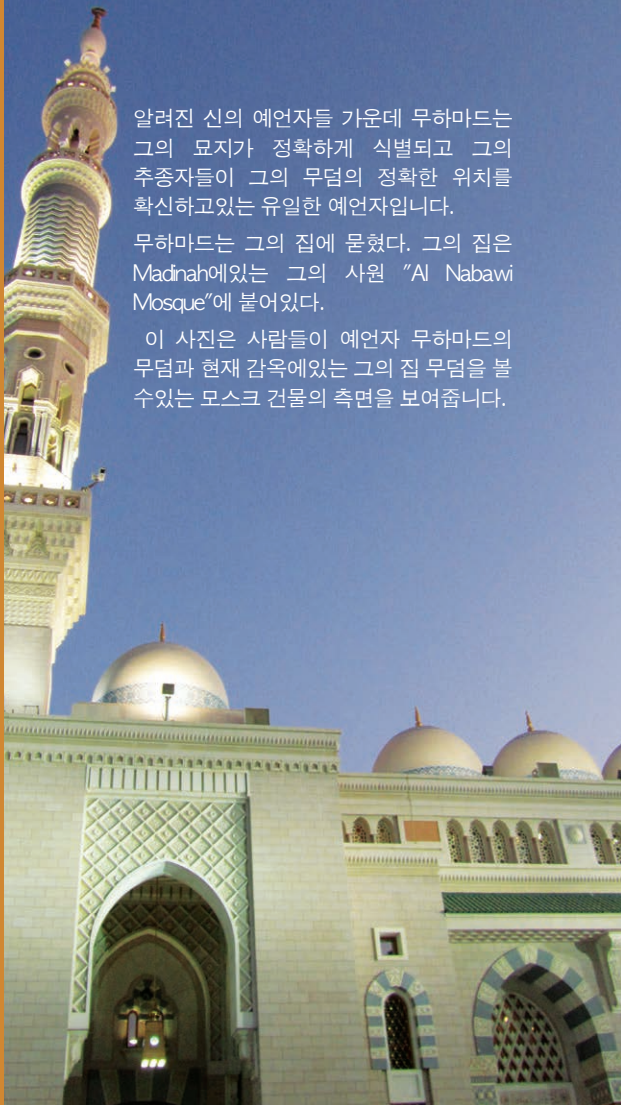 알려진 신의 예언자들 가운데 무하마드는
그의 묘지가 정확하게 식별되고 그의
추종자들이 그의 무덤의 정확한 위치를
확신하고있는 유일한 예언자입니다.
무하마드는 그의 집에 묻혔다. 그의 집은
Madinah에있는 그의 사원 "Al Nabawi
Mosque"에 붙어있다.
이 사진은 사람들이 예언자 무하마드의
무덤과 현재 감옥에있는 그의 집 무덤을 볼
수있는 모스크 건물의 측면을 보여줍니다.